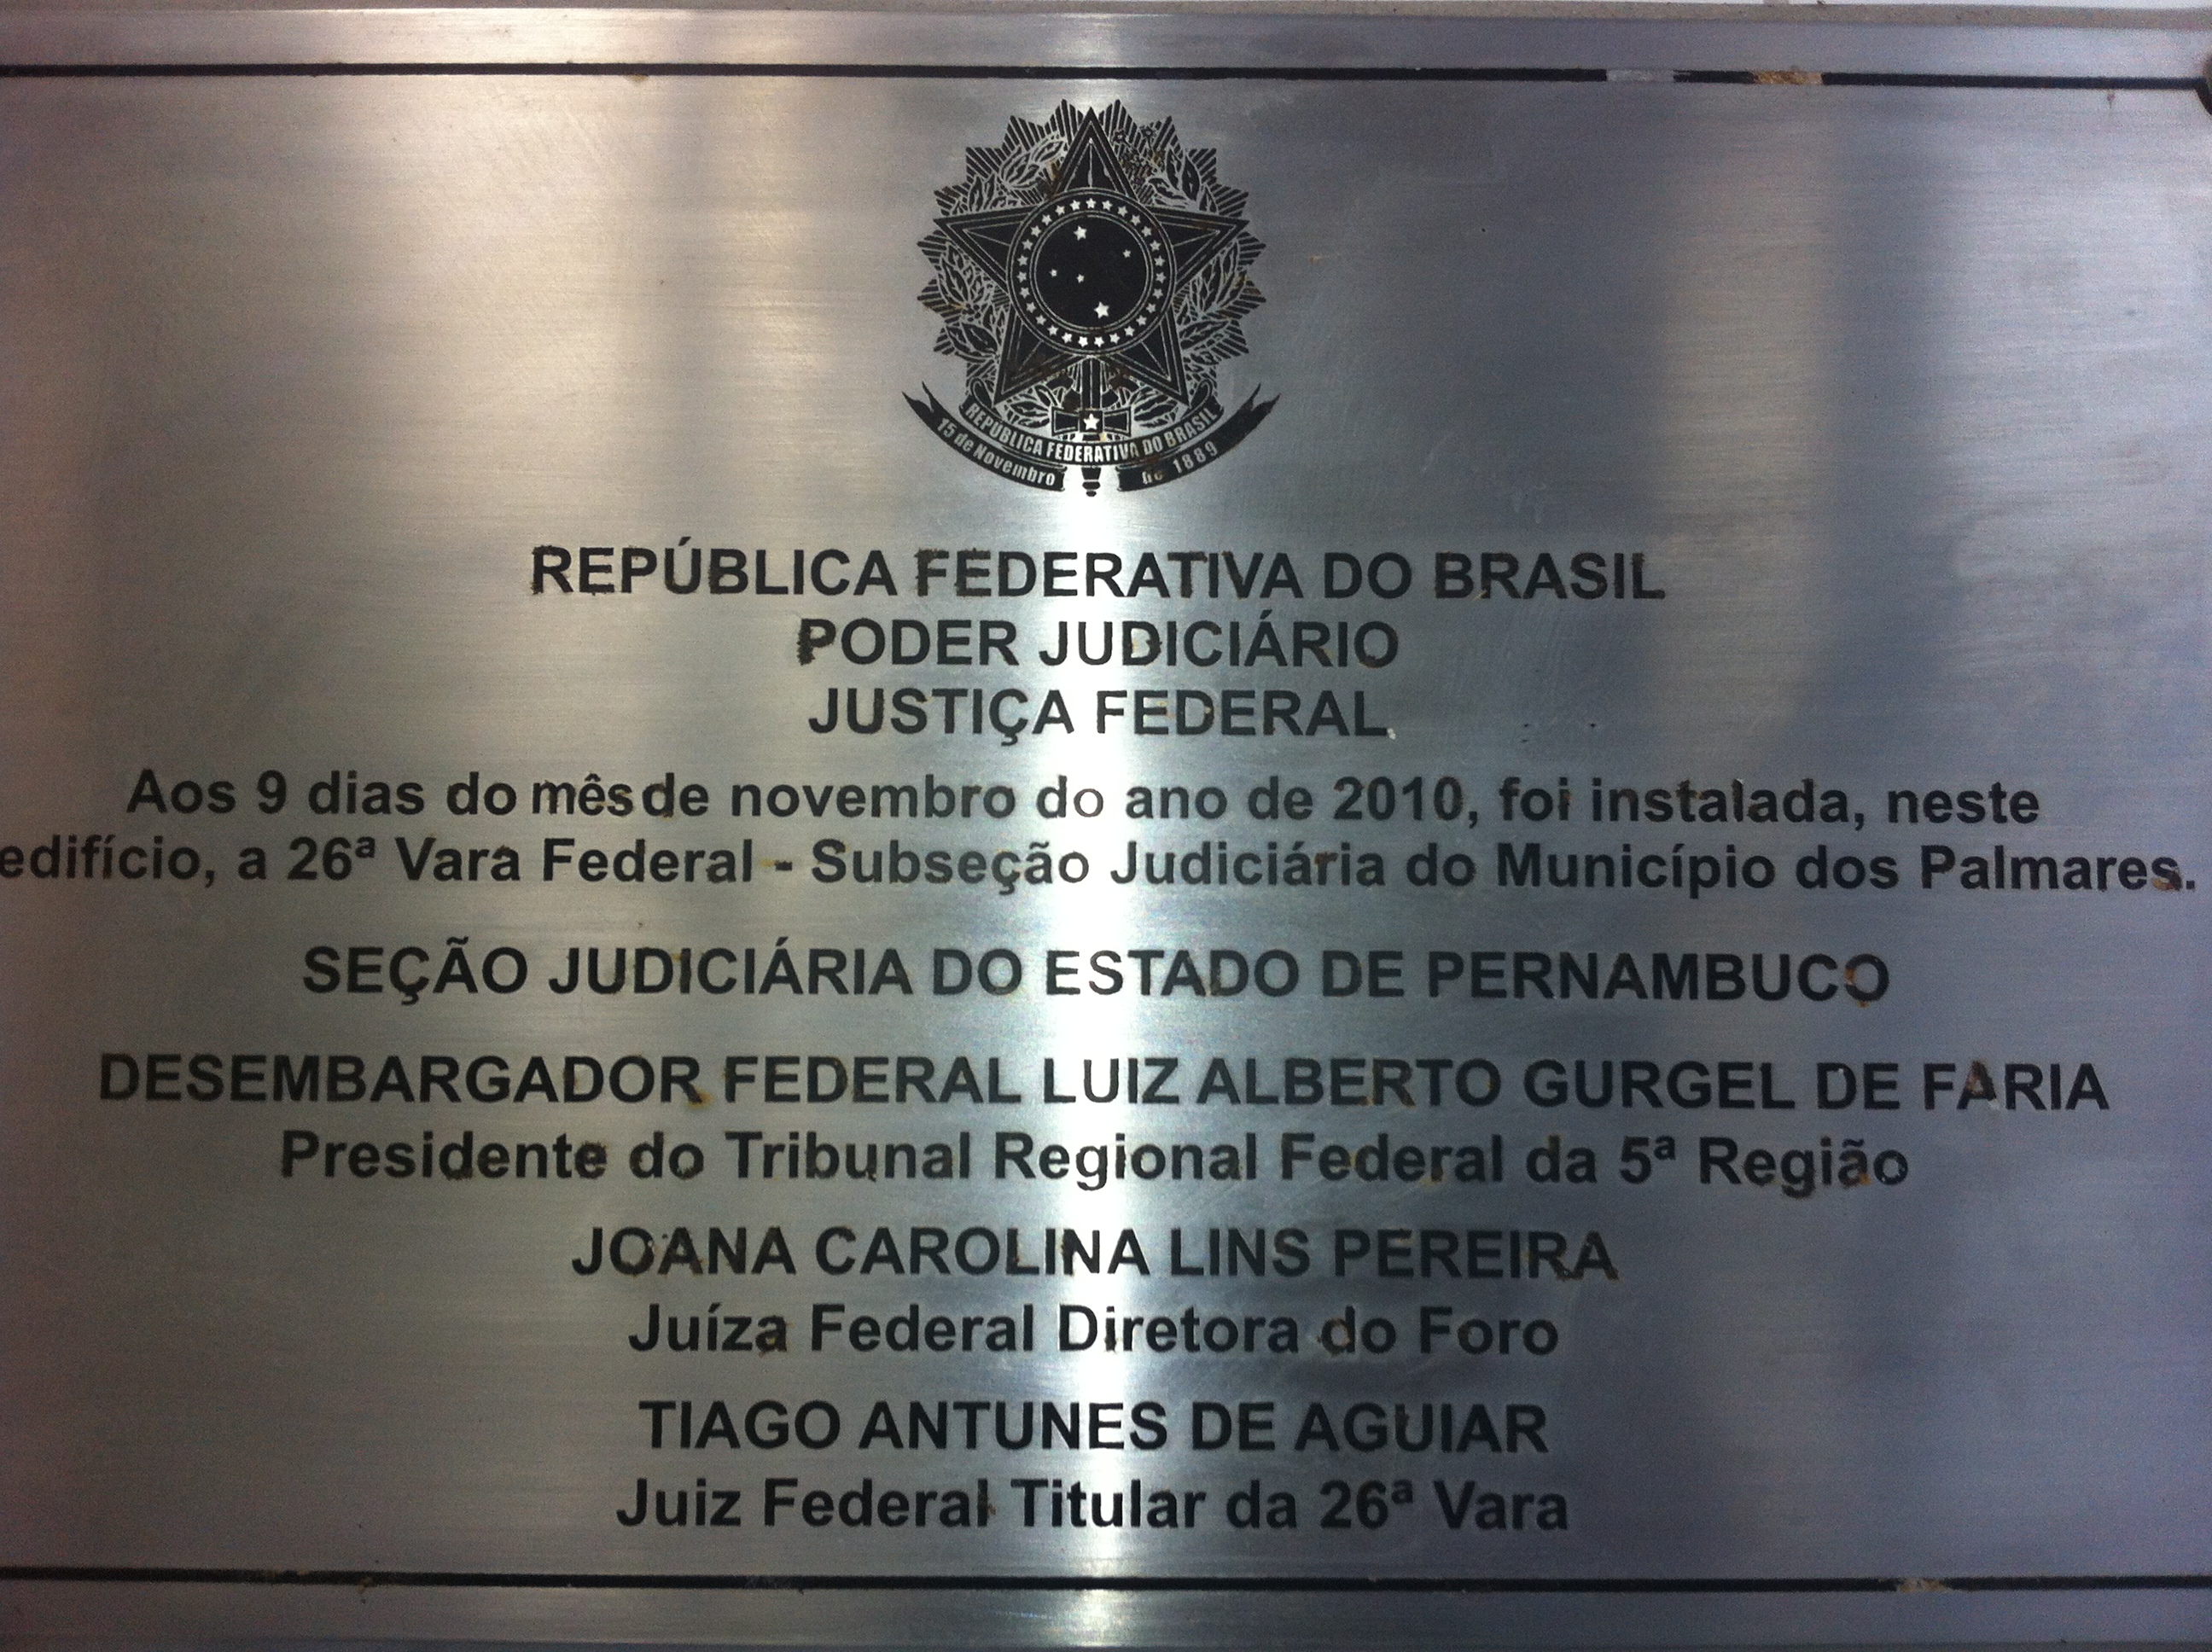 REPÚBLICA FEDERATIVA DO BRASIL
15 de Novembro de 1889
REPÚBLICA FEDERATIVA DO BRASIL
PODER JUDICIÁRIO
JUSTIÇA FEDERAL
Aos 9 dias do mês de novembro do ano de 2010, foi instalada, neste
edifício, a 26ª Vara Federal - Subseção Judiciária do Município dos Palmares.
SEÇÃO JUDICIÁRIA DO ESTADO DE PERNAMBUCO
DESEMBARGADOR FEDERAL LUIZ ALBERTO GURGEL DE FARIA
Presidente do Tribunal Regional Federal da 5ª Região
JOANA CAROLINA LINS PEREIRA
Juíza Federal Diretora do Foro
TIAGO ANTUNES DE AGUIAR
Juiz Federal Titular da 26ª Vara